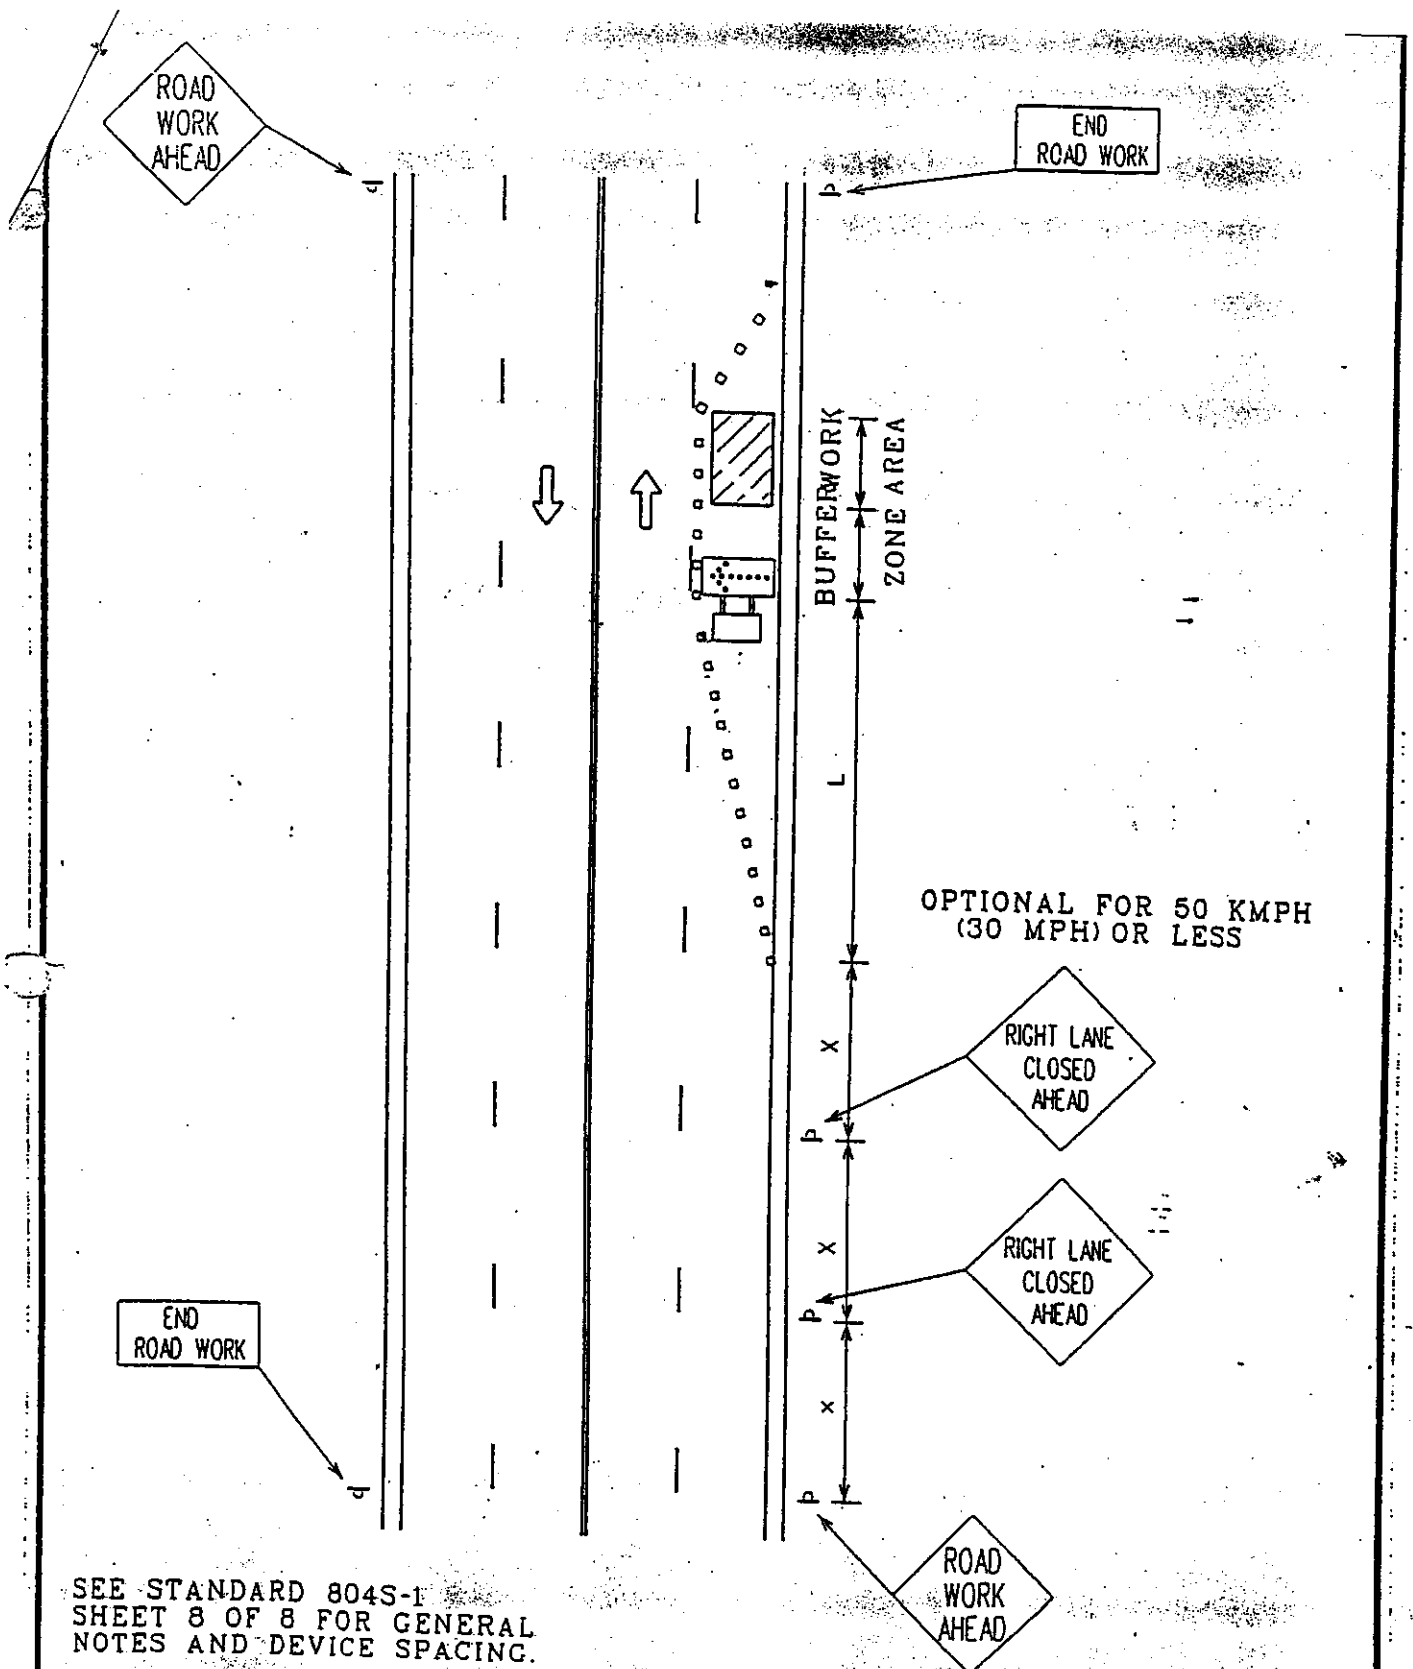 ROAD
WORK
AHEAD
END
ROAD WORK
BUFFER WORK
ZONE AREA
L
OPTIONAL FOR 50 KMPH
(30 MPH) OR LESS
X
RIGHT LANE
CLOSED
AHEAD
X
RIGHT LANE
CLOSED
AHEAD
END
ROAD WORK
X
ROAD
WORK
AHEAD
SEE STANDARD 804S-1
SHEET 8 OF 8 FOR GENERAL
NOTES AND DEVICE SPACING.